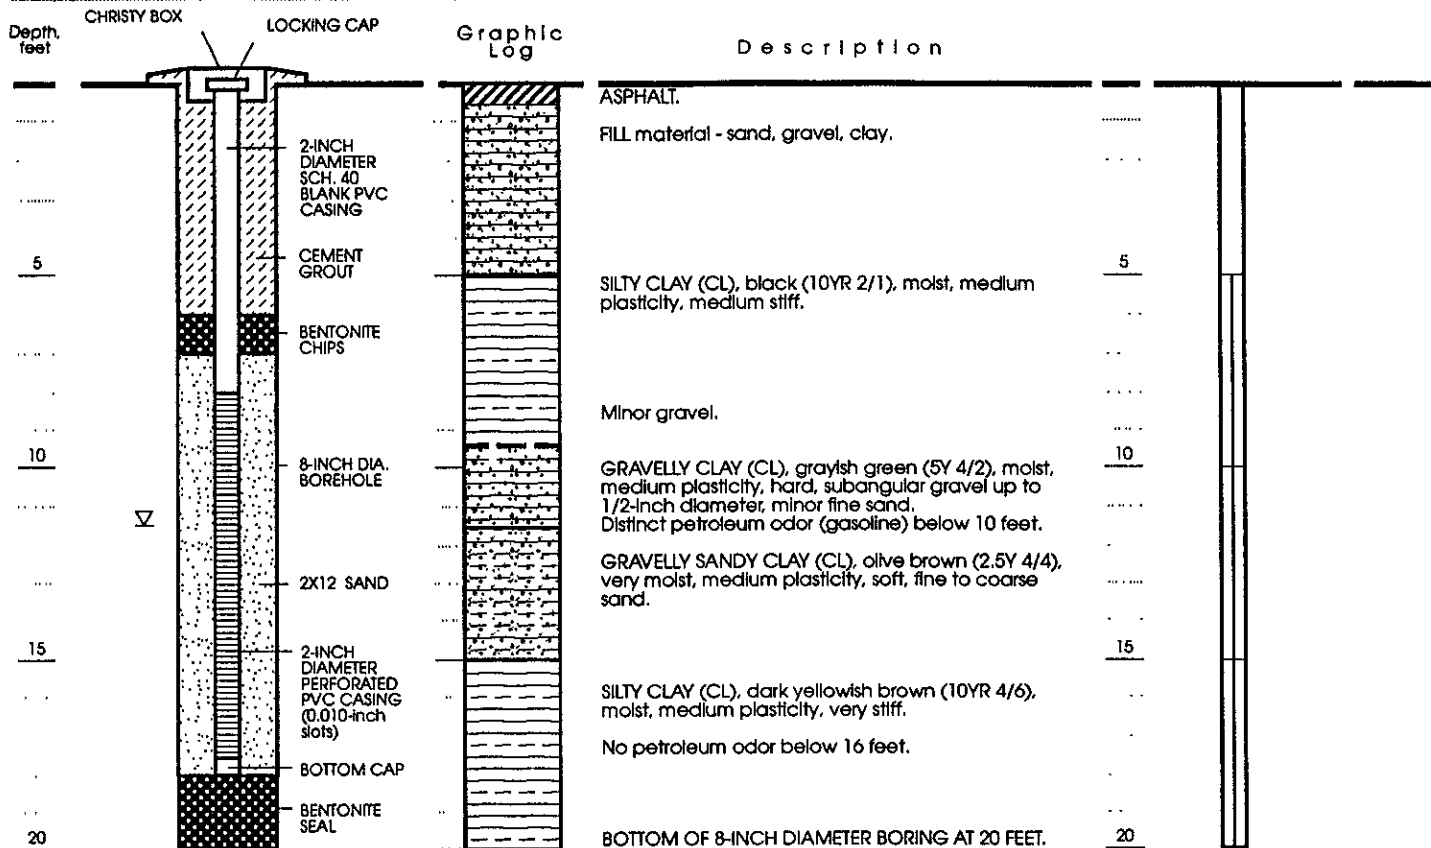 CHRISTY BOX
LOCKING CAP
Depth,
feet
Graphic
Log
Description
ASPHALT.
FILL material - sand, gravel, clay.
2-INCH
DIAMETER
SCH. 40
BLANK PVC
CASING
CEMENT
GROUT
5
5
SILTY CLAY (CL), black (10YR 2/1), moist, medium
plasticity, medium stiff.
BENTONITE
CHIPS
Minor gravel.
10
8-INCH DIA.
BOREHOLE
10
GRAVELLY CLAY (CL), grayish green (5Y 4/2), moist,
medium plasticity, hard, subangular gravel up to
1/2-inch diameter, minor fine sand.
Distinct petroleum odor (gasoline) below 10 feet.
GRAVELLY SANDY CLAY (CL), olive brown (2.5Y 4/4),
very moist, medium plasticity, soft, fine to coarse
sand.
2X12 SAND
15
15
2-INCH
DIAMETER
PERFORATED
PVC CASING
(0.010-inch
slots)
SILTY CLAY (CL), dark yellowish brown (10YR 4/6),
moist, medium plasticity, very stiff.
No petroleum odor below 16 feet.
BOTTOM CAP
BENTONITE
SEAL
20
BOTTOM OF 8-INCH DIAMETER BORING AT 20 FEET.
20